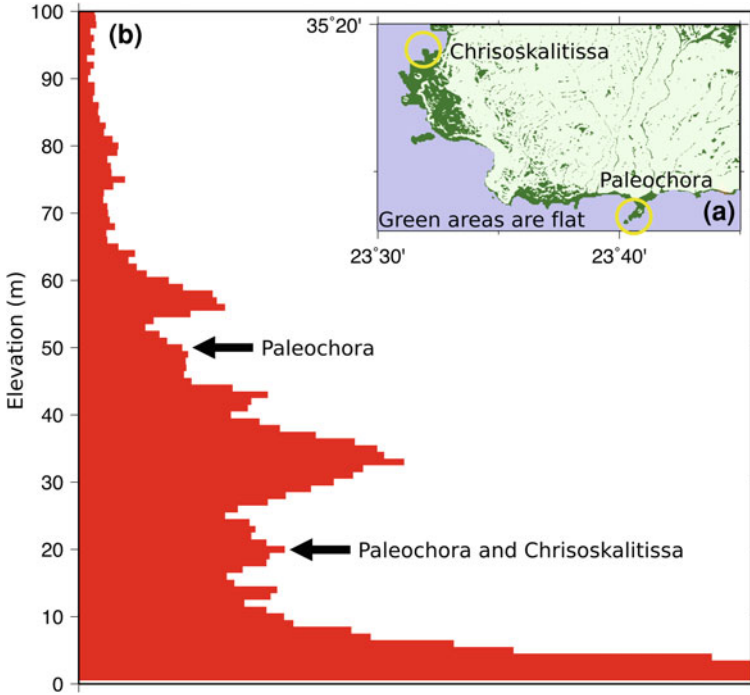 (b)
35°20'
Chrisoskalitissa
Paleochora
(a)
Green areas are flat
23°30'
23°40'
Elevation (m)
100
90
80
70
60
50
40
30
20
10
0
Paleochora
Paleochora and Chrisoskalitissa